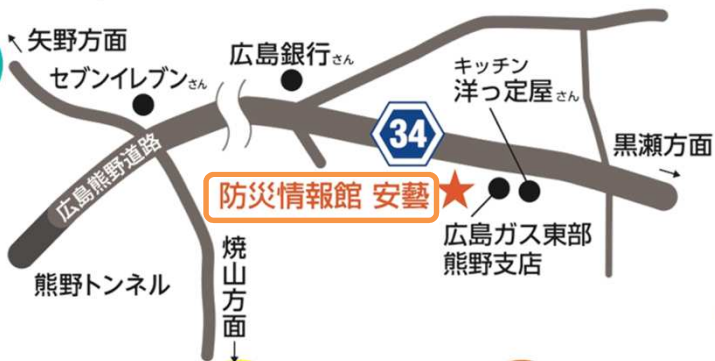 矢野方面
セブンイレブンさん
広島銀行さん
キッチン
洋っ定屋さん
34
黒瀬方面
広島熊野道路
防災情報館 安藝
広島ガス東部
熊野支店
熊野トンネル
焼山方面